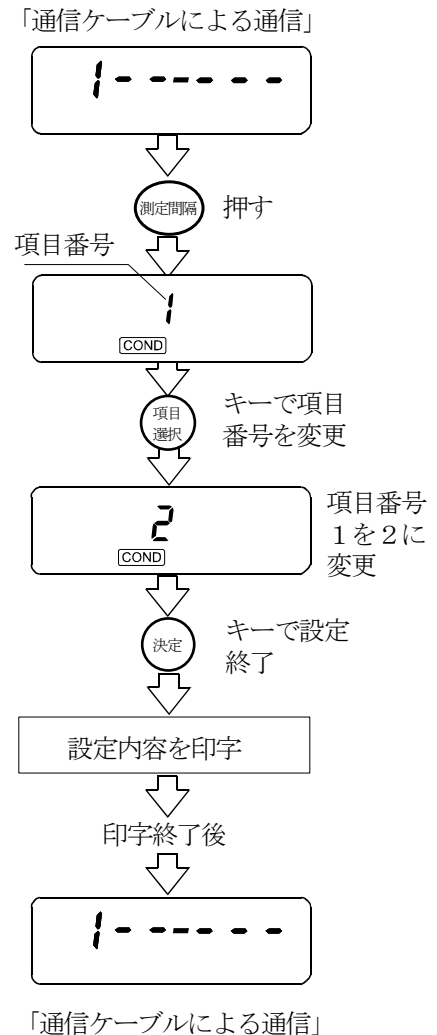 「通信ケーブルによる通信」
1------
測定間隔 押す
項目番号
1
COND
項目
選択
キーで項目
番号を変更
2
COND
項目番号
1を2に
変更
決定
キーで設定
終了
設定内容を印字
印字終了後
1------
「通信ケーブルによる通信」